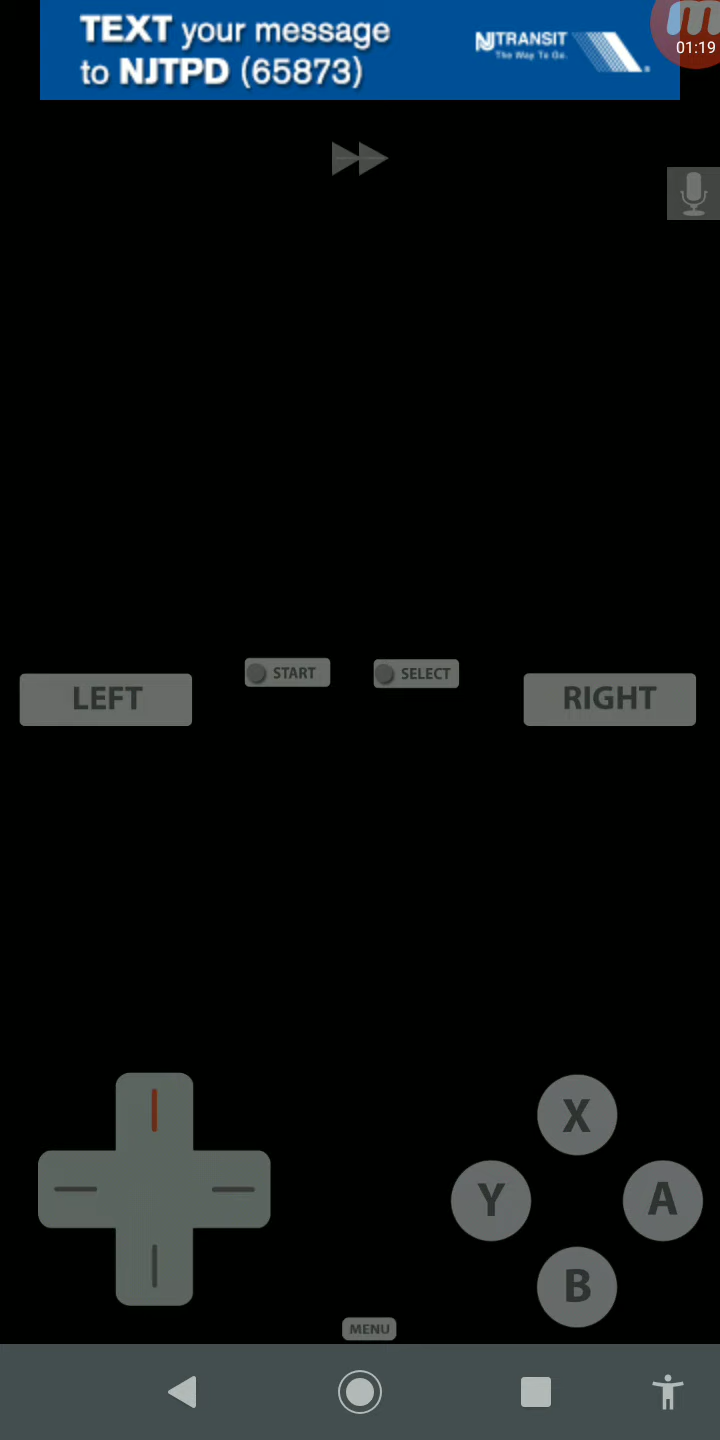 TEXT your message
to NJTPD (65873)
NJTRANSIT
The Way To Go.
01:19
START
SELECT
LEFT
RIGHT
X
Y
A
B
MENU